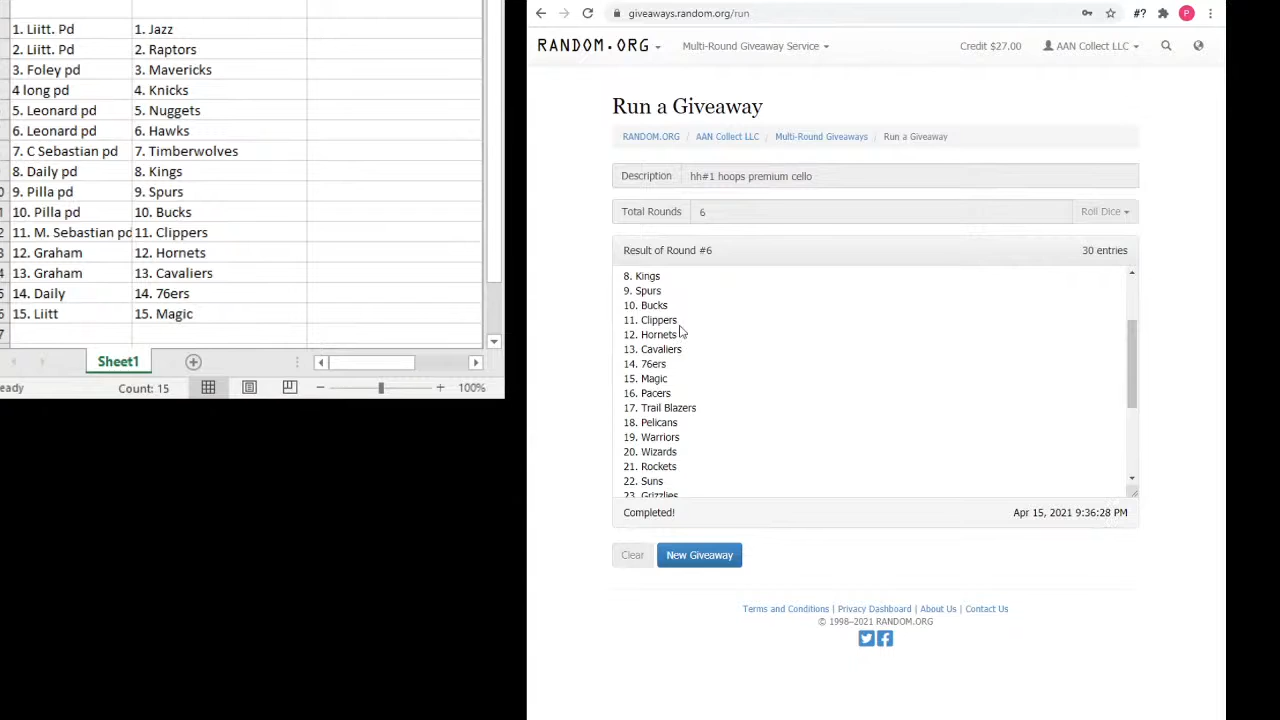 1. Liitt. Pd 1. Jazz
2. Liitt. Pd 2. Raptors
3. Foley pd 3. Mavericks
4 long pd 4. Knicks
5. Leonard pd 5. Nuggets
6. Leonard pd 6. Hawks
7. C Sebastian pd 7. Timberwolves
8. Daily pd 8. Kings
9. Pilla pd 9. Spurs
10. Pilla pd 10. Bucks
11. M. Sebastian pd 11. Clippers
12. Graham 12. Hornets
13. Graham 13. Cavaliers
14. Daily 14. 76ers
15. Liitt 15. Magic
Sheet1
eady Count: 15 100%
giveaways.random.org/run #? P
RANDOM.ORG Multi-Round Giveaway Service Credit $27.00 AAN Collect LLC
Run a Giveaway
RANDOM.ORG / AAN Collect LLC / Multi-Round Giveaways / Run a Giveaway
Description hh#1 hoops premium cello
Total Rounds 6 Roll Dice
Result of Round #6 30 entries
8. Kings
9. Spurs
10. Bucks
11. Clippers
12. Hornets
13. Cavaliers
14. 76ers
15. Magic
16. Pacers
17. Trail Blazers
18. Pelicans
19. Warriors
20. Wizards
21. Rockets
22. Suns
23. Grizzlies
Completed! Apr 15, 2021 9:36:28 PM
Clear New Giveaway
Terms and Conditions | Privacy Dashboard | About Us | Contact Us
© 1998–2021 RANDOM.ORG